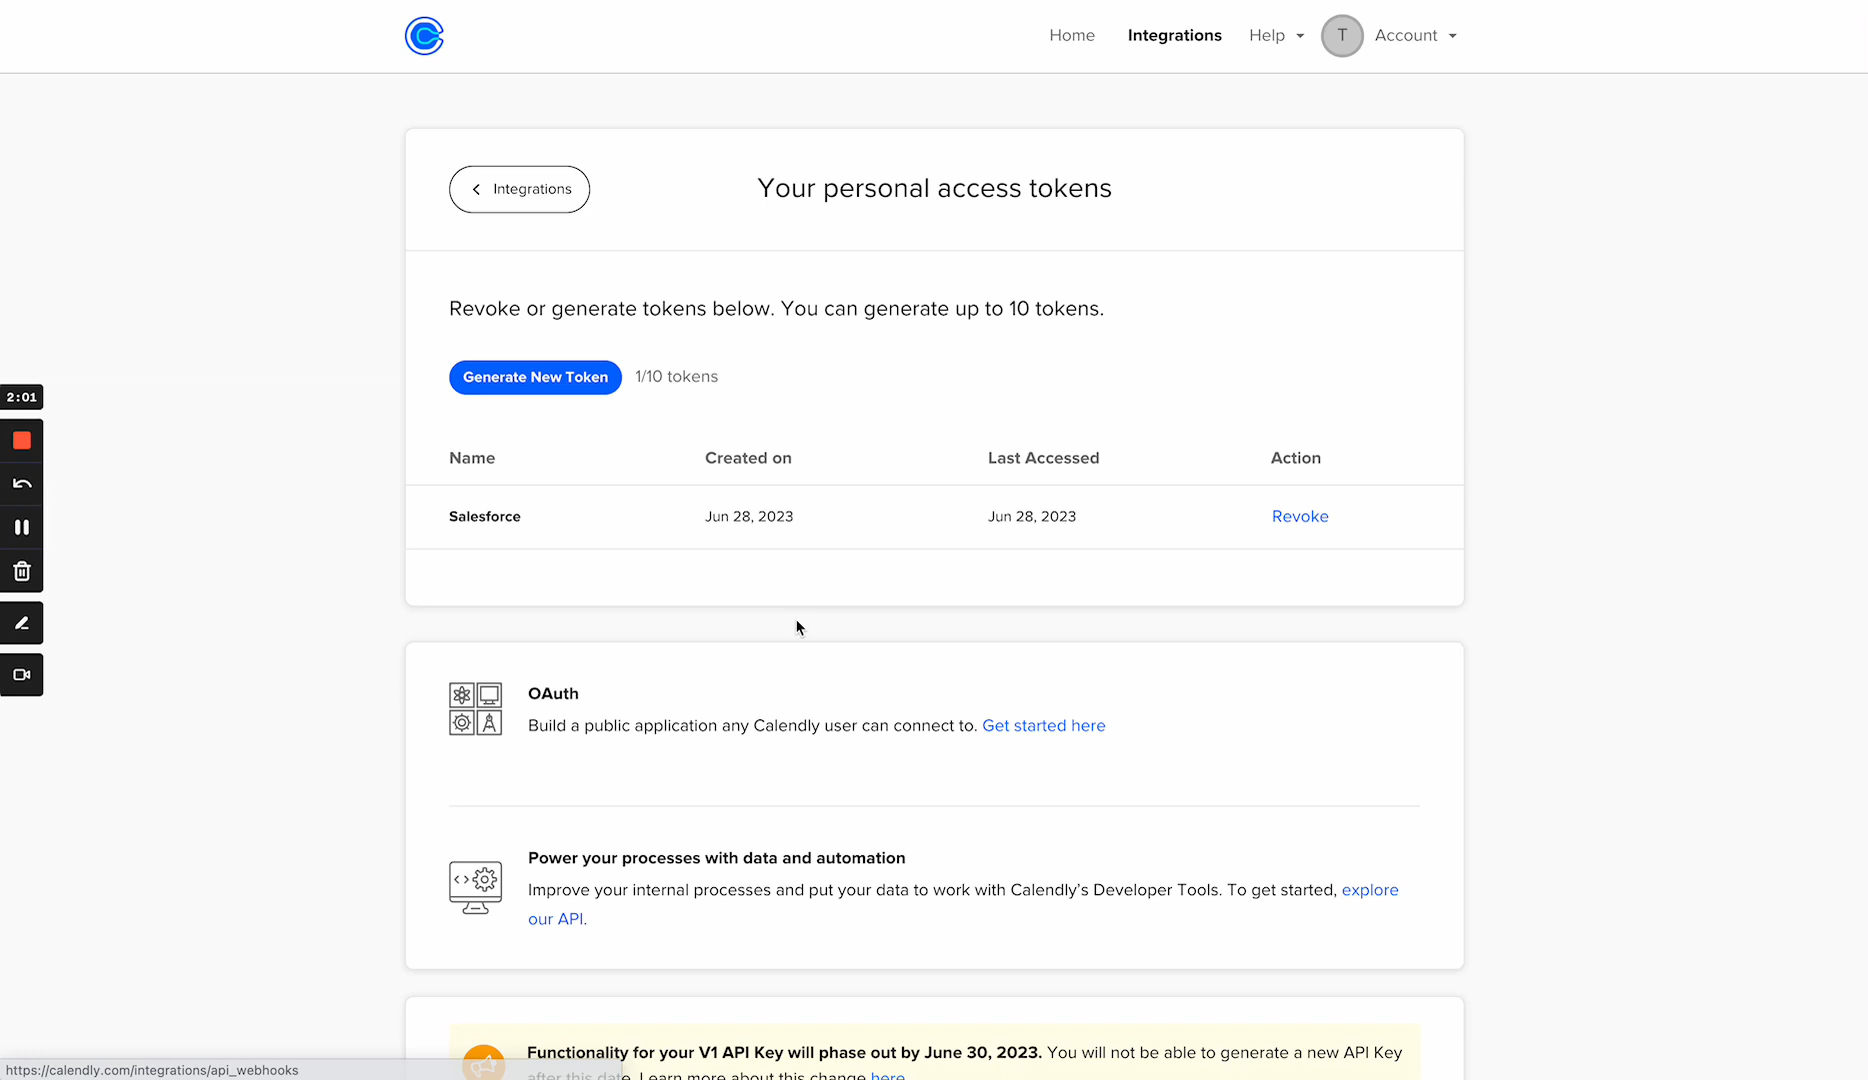 Home Integrations Help T Account
Integrations
Your personal access tokens
Revoke or generate tokens below. You can generate up to 10 tokens.
Generate New Token 1/10 tokens
2:01
Name Created on Last Accessed Action
Salesforce Jun 28, 2023 Jun 28, 2023 Revoke
OAuth
Build a public application any Calendly user can connect to. Get started here
Power your processes with data and automation
Improve your internal processes and put your data to work with Calendly's Developer Tools. To get started, explore
our API.
Functionality for your V1 API Key will phase out by June 30, 2023. You will not be able to generate a new API Key
after this date. Learn more about this change here
https://calendly.com/integrations/api_webhooks